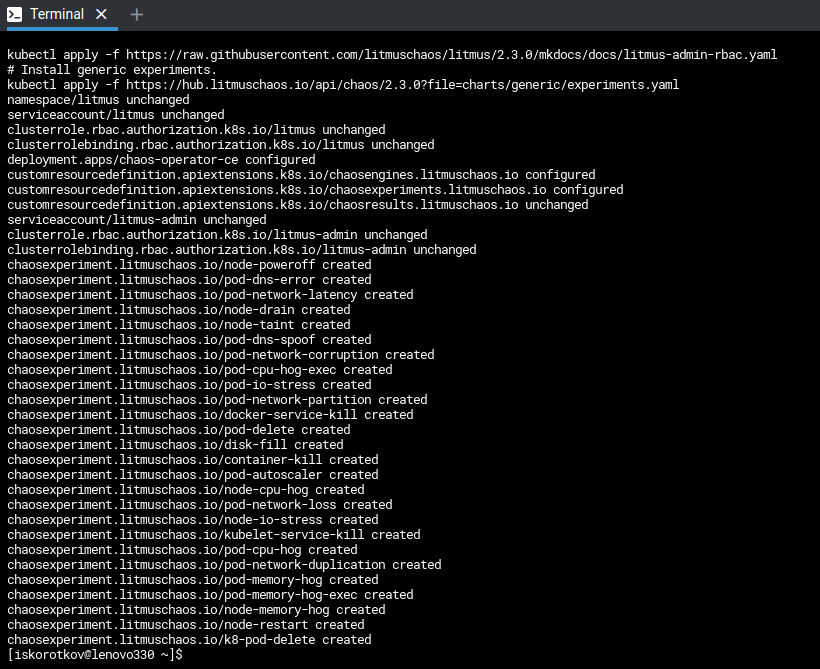 Terminal
kubectl apply -f https://raw.githubusercontent.com/litmuschaos/litmus/2.3.0/mkdocs/docs/litmus-admin-rbac.yaml
# Install generic experiments.
kubectl apply -f https://hub.litmuschaos.io/api/chaos/2.3.0?file=charts/generic/experiments.yaml
namespace/litmus unchanged
serviceaccount/litmus unchanged
clusterrole.rbac.authorization.k8s.io/litmus unchanged
clusterrolebinding.rbac.authorization.k8s.io/litmus unchanged
deployment.apps/chaos-operator-ce configured
customresourcedefinition.apiextensions.k8s.io/chaosengines.litmuschaos.io configured
customresourcedefinition.apiextensions.k8s.io/chaosexperiments.litmuschaos.io configured
customresourcedefinition.apiextensions.k8s.io/chaosresults.litmuschaos.io unchanged
serviceaccount/litmus-admin unchanged
clusterrole.rbac.authorization.k8s.io/litmus-admin unchanged
clusterrolebinding.rbac.authorization.k8s.io/litmus-admin unchanged
chaosexperiment.litmuschaos.io/node-poweroff created
chaosexperiment.litmuschaos.io/pod-dns-error created
chaosexperiment.litmuschaos.io/pod-network-latency created
chaosexperiment.litmuschaos.io/node-drain created
chaosexperiment.litmuschaos.io/node-taint created
chaosexperiment.litmuschaos.io/pod-dns-spoof created
chaosexperiment.litmuschaos.io/pod-network-corruption created
chaosexperiment.litmuschaos.io/pod-cpu-hog-exec created
chaosexperiment.litmuschaos.io/pod-io-stress created
chaosexperiment.litmuschaos.io/pod-network-partition created
chaosexperiment.litmuschaos.io/docker-service-kill created
chaosexperiment.litmuschaos.io/pod-delete created
chaosexperiment.litmuschaos.io/disk-fill created
chaosexperiment.litmuschaos.io/container-kill created
chaosexperiment.litmuschaos.io/pod-autoscaler created
chaosexperiment.litmuschaos.io/node-cpu-hog created
chaosexperiment.litmuschaos.io/pod-network-loss created
chaosexperiment.litmuschaos.io/node-io-stress created
chaosexperiment.litmuschaos.io/kubelet-service-kill created
chaosexperiment.litmuschaos.io/pod-cpu-hog created
chaosexperiment.litmuschaos.io/pod-network-duplication created
chaosexperiment.litmuschaos.io/pod-memory-hog created
chaosexperiment.litmuschaos.io/pod-memory-hog-exec created
chaosexperiment.litmuschaos.io/node-memory-hog created
chaosexperiment.litmuschaos.io/node-restart created
chaosexperiment.litmuschaos.io/k8-pod-delete created
[iskorotkov@lenovo330 ~]$